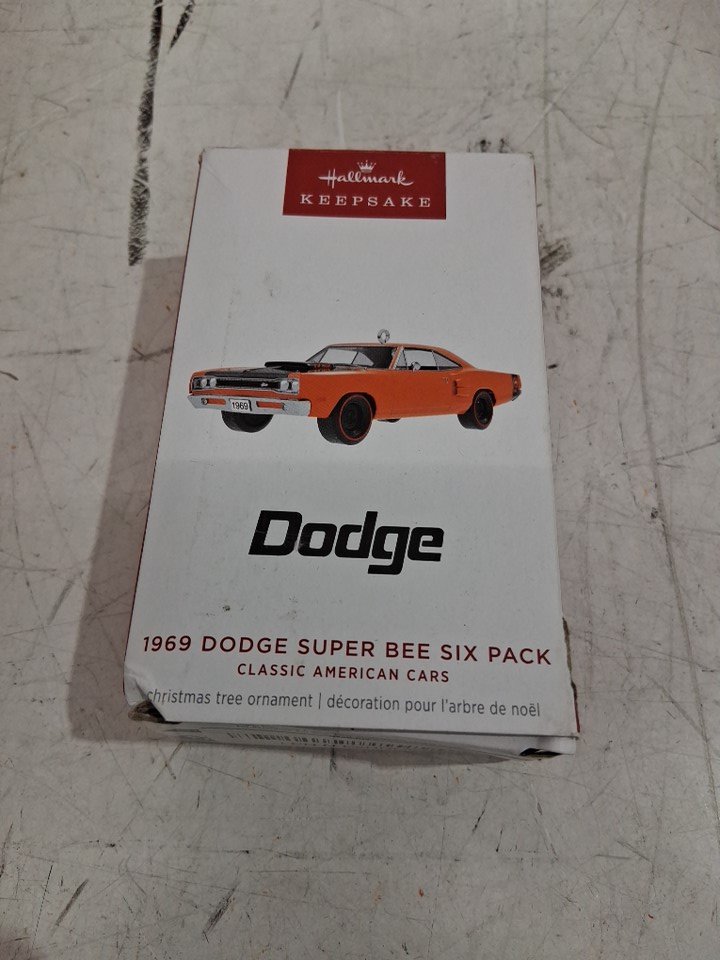 Hallmark
KEEPSAKE
1969
Dodge
1969 DODGE SUPER BEE SIX PACK
CLASSIC AMERICAN CARS
christmas tree ornament | décoration pour l'arbre de noël